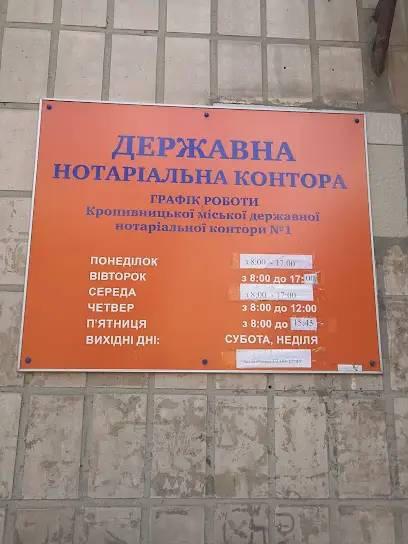 ДЕРЖАВНА
НОТАРІАЛЬНА КОНТОРА
ГРАФІК РОБОТИ
Кропивницької міської державної
нотаріальної контори №1
ПОНЕДІЛОК з 8:00 - 17:00
ВІВТОРОК з 8:00 до 17:00
СЕРЕДА з 8:00 - 17:00
ЧЕТВЕР з 8:00 до 12:00
П'ЯТНИЦЯ з 8:00 до 15:45
ВИХІДНІ ДНІ: СУБОТА, НЕДІЛЯ